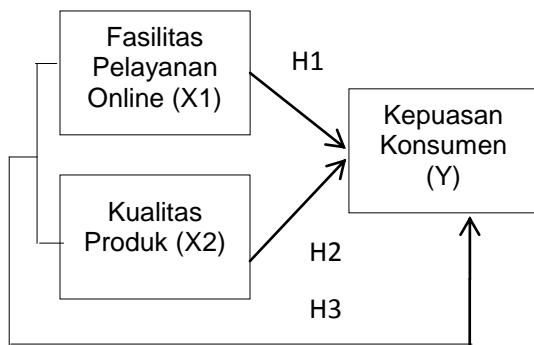 Fasilitas
Pelayanan
Online (X1)
H1
Kepuasan
Konsumen
(Y)
Kualitas
Produk (X2)
H2
H3